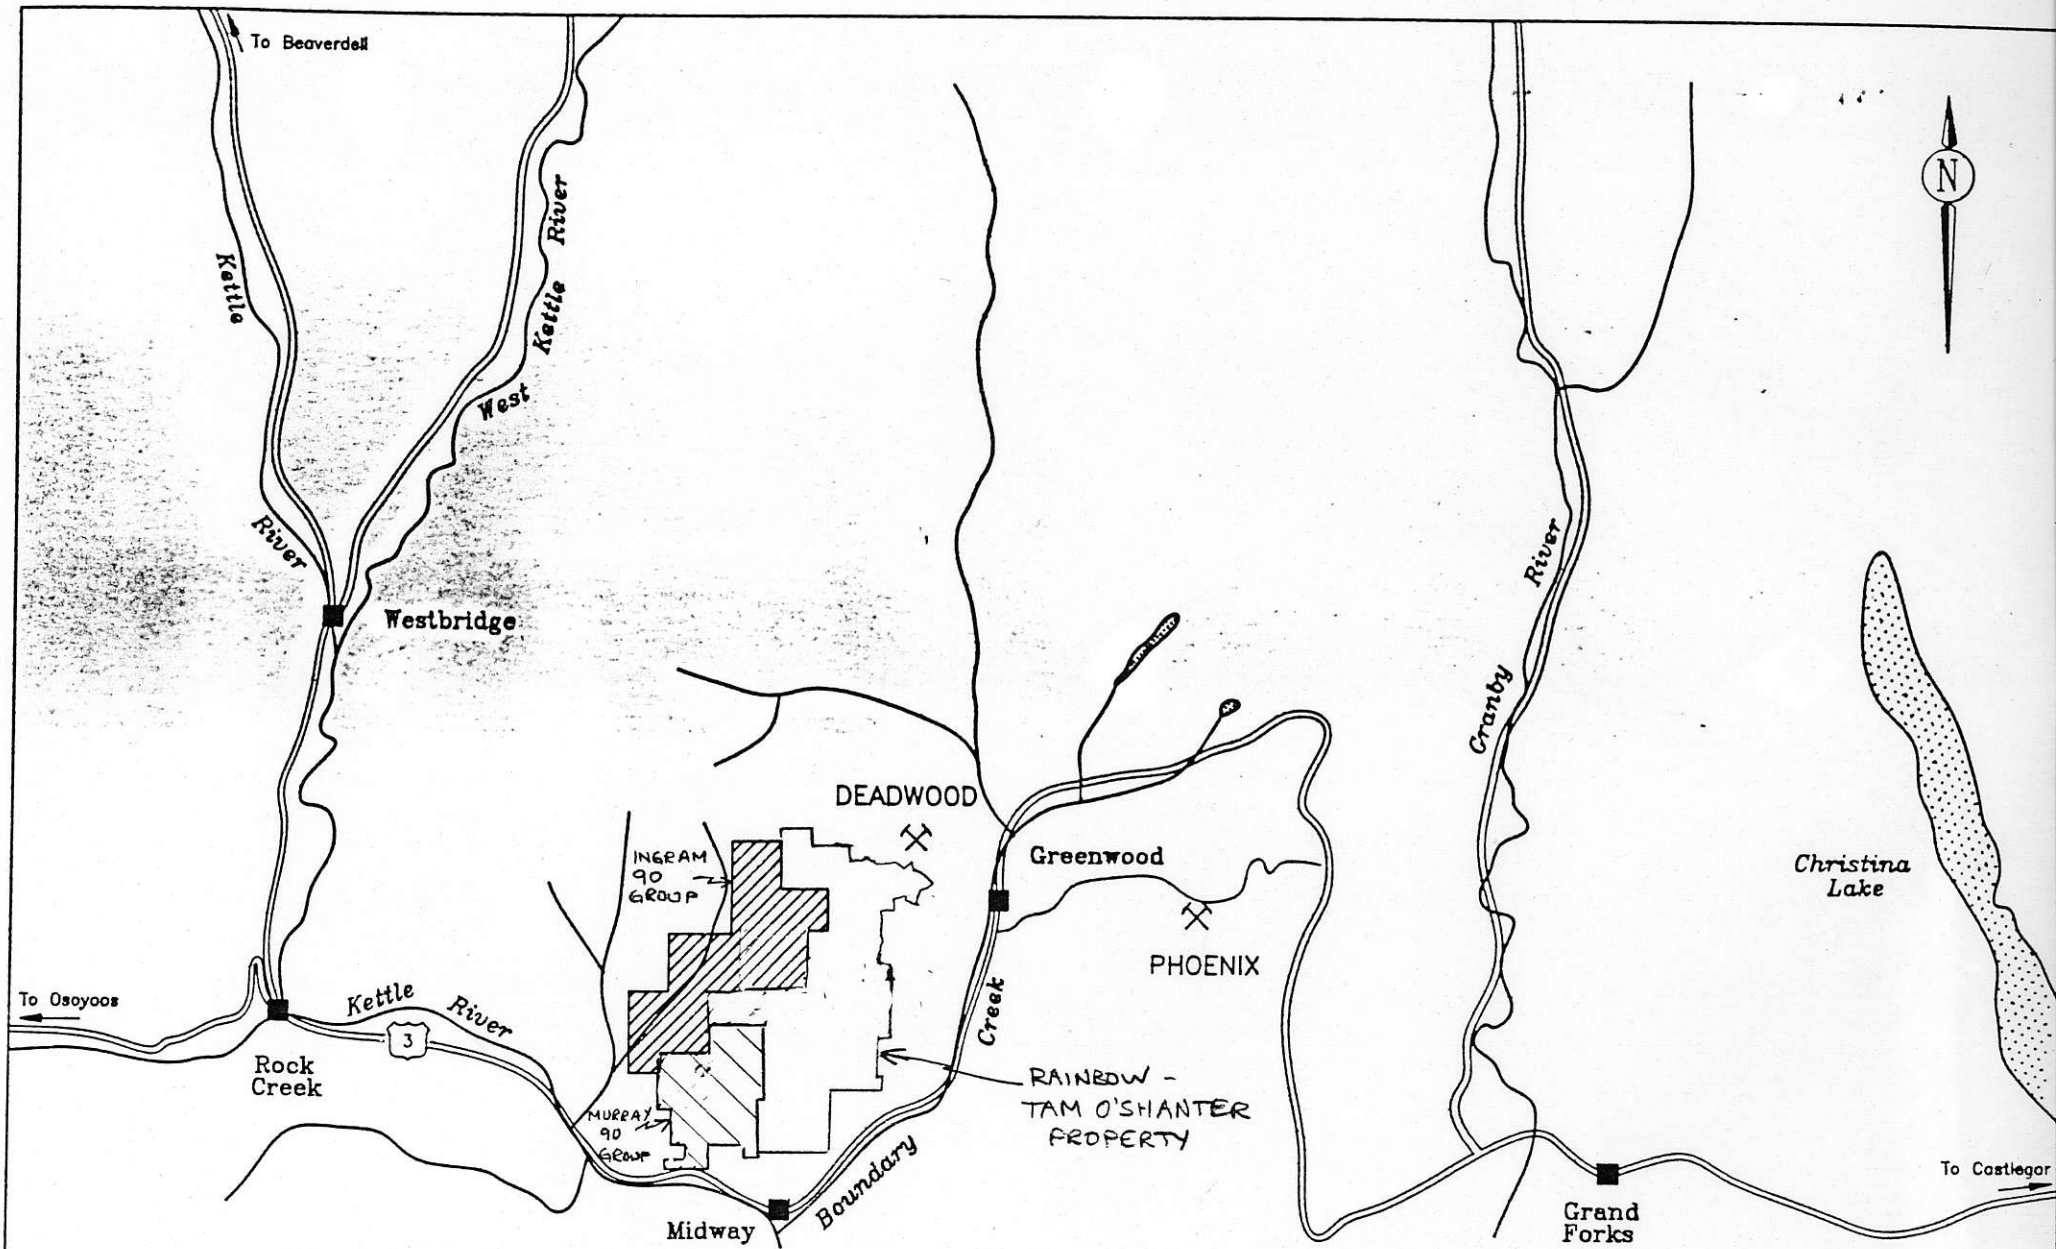 To Beaverdell
N
Kettle
River
West
Kettle
River
Westbridge
River
Granby
DEADWOOD
INGRAM
90
GROUP
Greenwood
Christina
Lake
PHOENIX
To Osoyoos
Kettle
River
3
Rock
Creek
Creek
Boundary
RAINBOW -
TAM O'SHANTER
PROPERTY
MURRAY
90
GROUP
Midway
To Castlegar
Grand
Forks